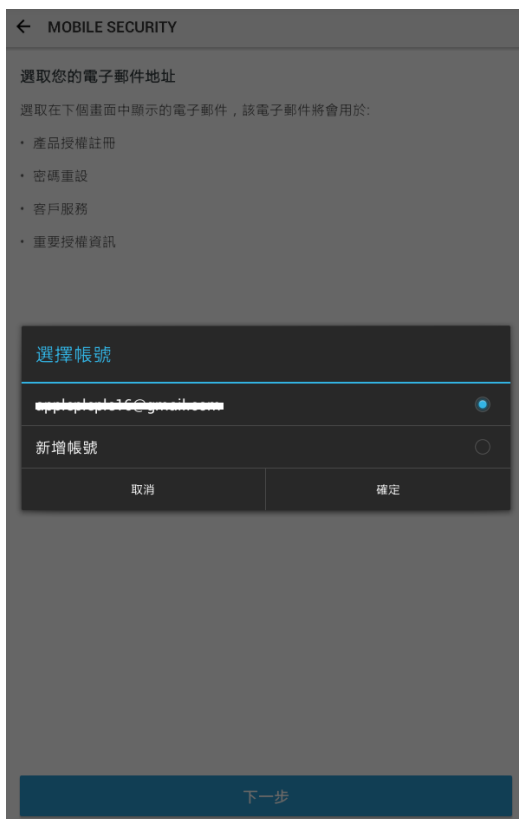 MOBILE SECURITY
選取您的電子郵件地址
選取在下個畫面中顯示的電子郵件，該電子郵件將會用於:
• 產品授權註冊
• 密碼重設
• 客戶服務
• 重要授權資訊
選擇帳號
新增帳號
取消
確定
下一步